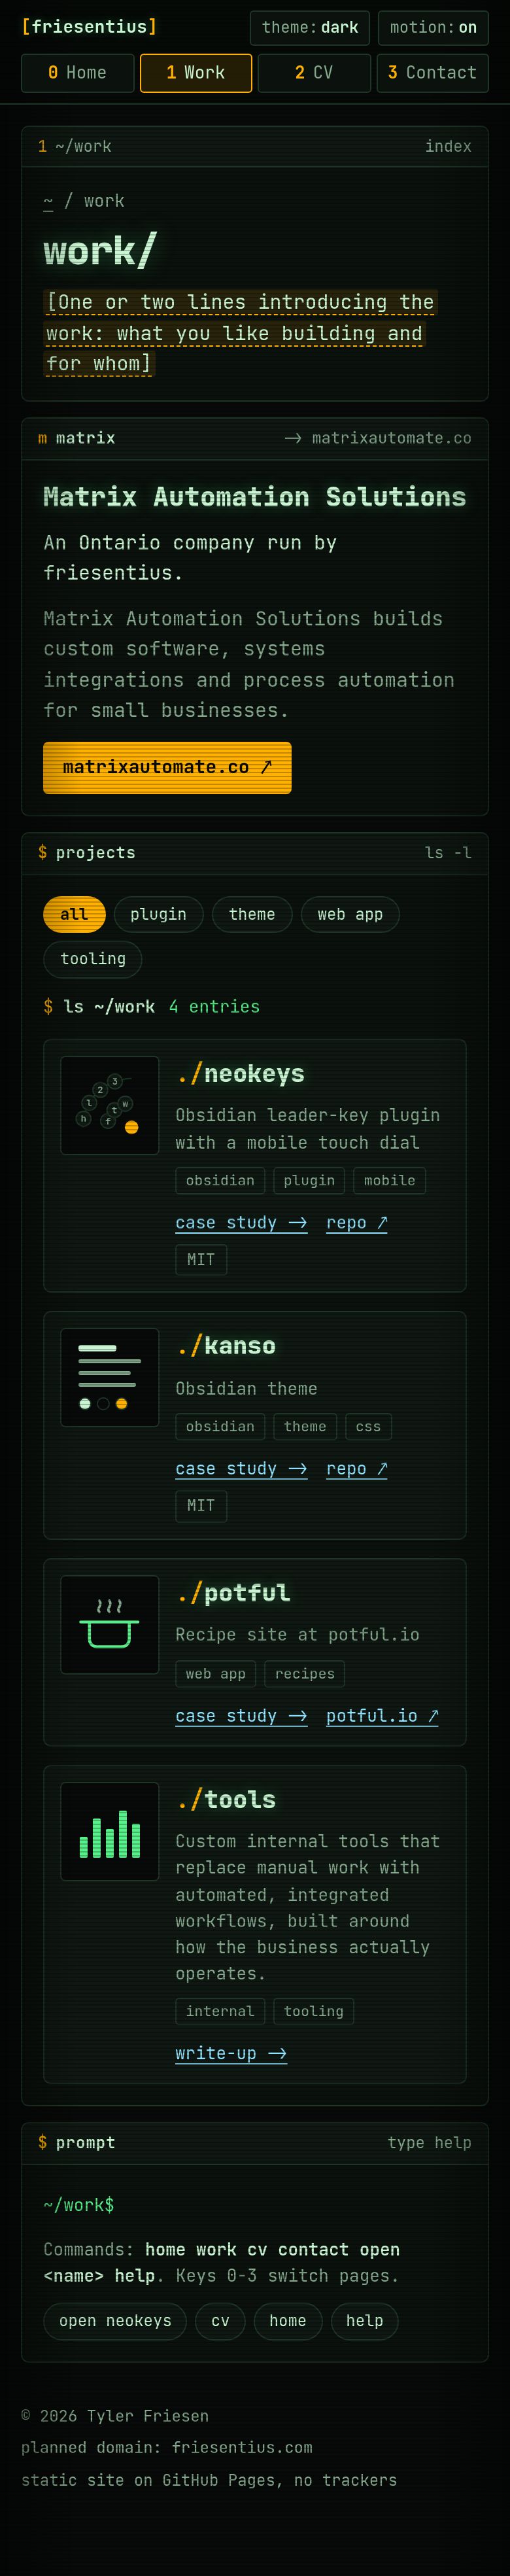 [friesentius]
theme:dark
motion:on
0 Home
1 Work
2 CV
3 Contact
1 ~/work
index
~ / work
work/
[One or two lines introducing the
work: what you like building and
for whom]
m matrix
→ matrixautomate.co
Matrix Automation Solutions
An Ontario company run by
friesentius.
Matrix Automation Solutions builds
custom software, systems
integrations and process automation
for small businesses.
matrixautomate.co ↗
$ projects
ls -l
all
plugin
theme
web app
tooling
$ ls ~/work 4 entries
3
2
l
w
t
h
f
./neokeys
Obsidian leader-key plugin
with a mobile touch dial
obsidian
plugin
mobile
case study →
repo ↗
MIT
./kanso
Obsidian theme
obsidian
theme
css
case study →
repo ↗
MIT
./potful
Recipe site at potful.io
web app
recipes
case study →
potful.io ↗
./tools
Custom internal tools that
replace manual work with
automated, integrated
workflows, built around
how the business actually
operates.
internal
tooling
write-up →
$ prompt
type help
~/work$
Commands: home work cv contact open
<name> help. Keys 0-3 switch pages.
open neokeys
cv
home
help
© 2026 Tyler Friesen
planned domain: friesentius.com
static site on GitHub Pages, no trackers